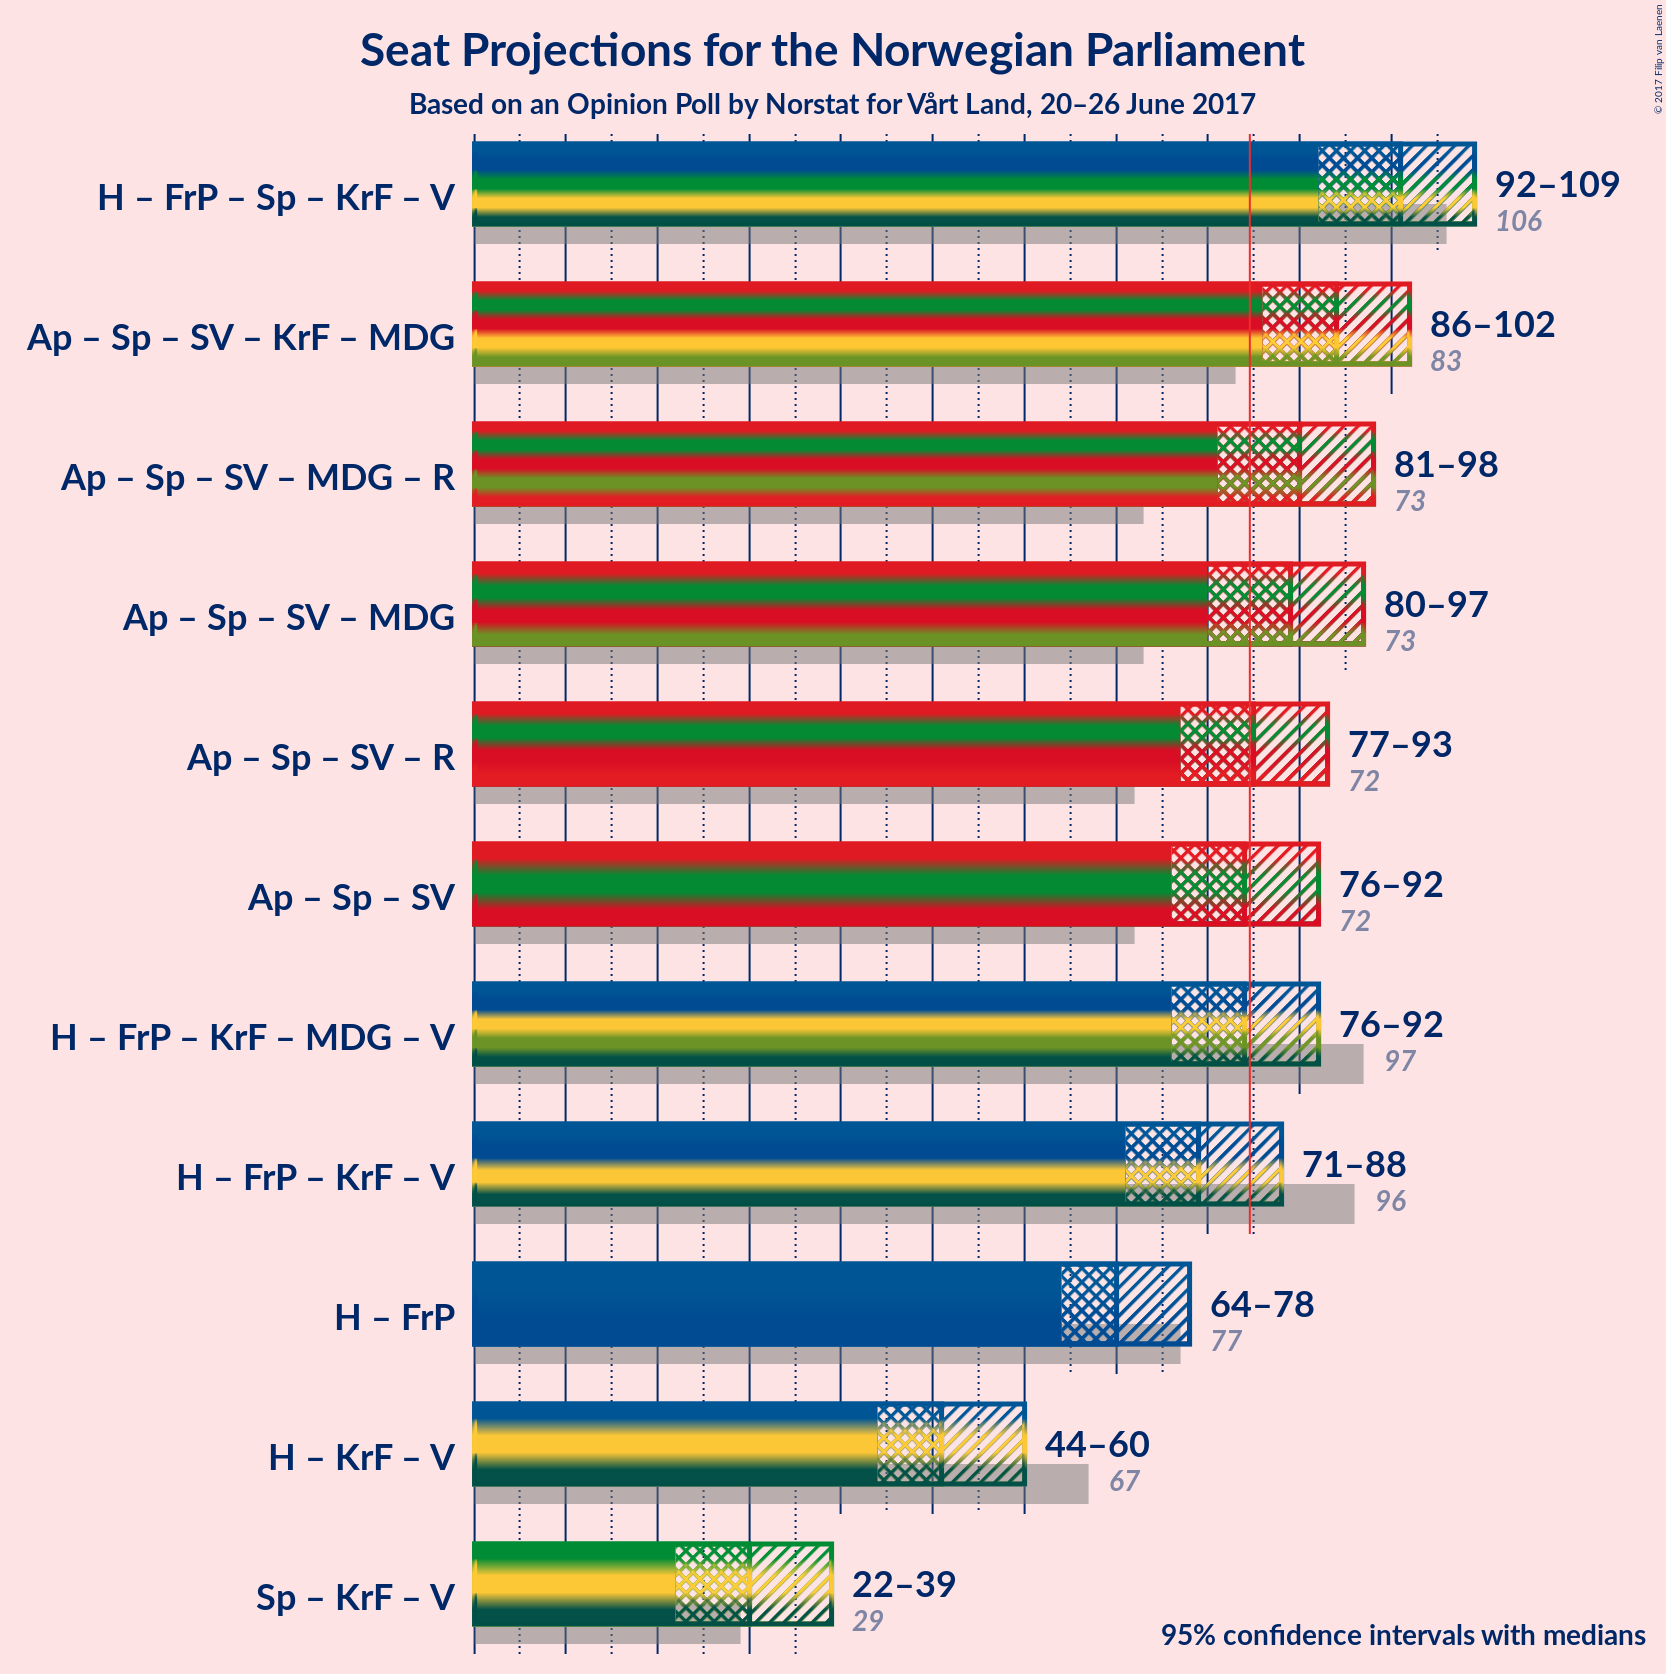 Seat Projections for the Norwegian Parliament
Based on an Opinion Poll by Norstat for Vårt Land, 20–26 June 2017
© 2017 Filip van Laenen
H – FrP – Sp – KrF – V
92–109
106
Ap – Sp – SV – KrF – MDG
86–102
83
Ap – Sp – SV – MDG – R
81–98
73
Ap – Sp – SV – MDG
80–97
73
Ap – Sp – SV – R
77–93
72
Ap – Sp – SV
76–92
72
H – FrP – KrF – MDG – V
76–92
97
H – FrP – KrF – V
71–88
96
H – FrP
64–78
77
H – KrF – V
44–60
67
Sp – KrF – V
22–39
29
95% confidence intervals with medians